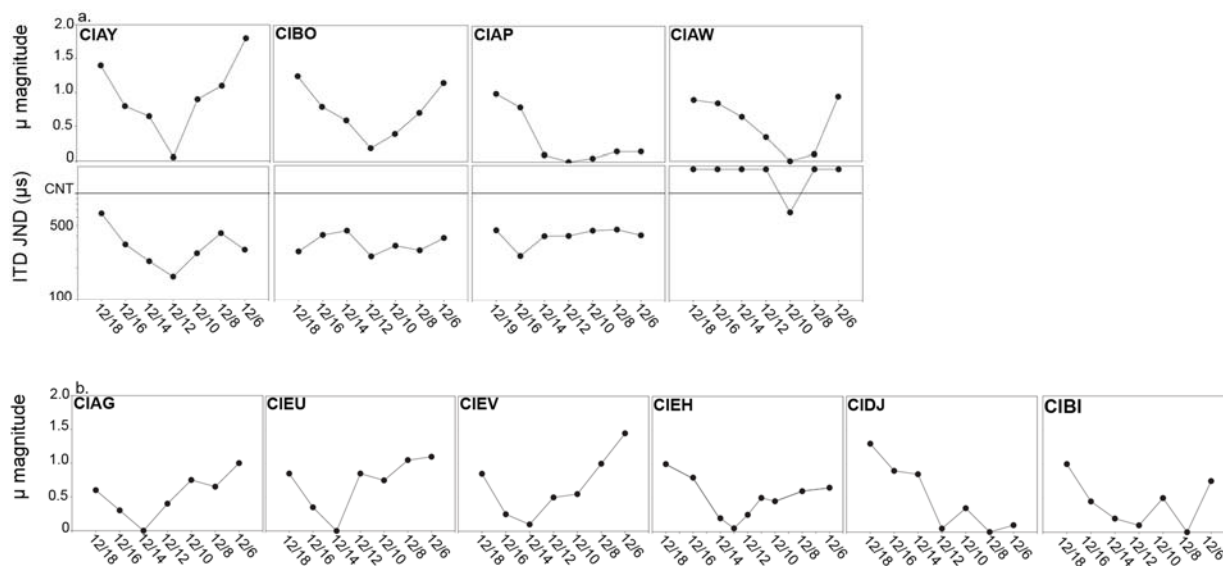 a.
CIAY CIBO CIAP CIAW
µ magnitude
2.0
1.5
1.0
0.5
0
ITD JND (µs)
CNT
500
100
12/18 12/16 12/14 12/12 12/10 12/8 12/6 12/18 12/16 12/14 12/12 12/10 12/8 12/6 12/19 12/16 12/14 12/12 12/10 12/8 12/6 12/18 12/16 12/14 12/12 12/10 12/8 12/6
b.
CIAG CIEU CIEV CIEH CIDJ CIBI
µ magnitude
2.0
1.5
1.0
0.5
0
12/18 12/16 12/14 12/12 12/10 12/8 12/6 12/18 12/16 12/14 12/12 12/10 12/8 12/6 12/18 12/16 12/14 12/12 12/10 12/8 12/6 12/18 12/16 12/14 12/12 12/10 12/8 12/6 12/18 12/16 12/14 12/12 12/10 12/8 12/6 12/18 12/16 12/14 12/12 12/10 12/8 12/6